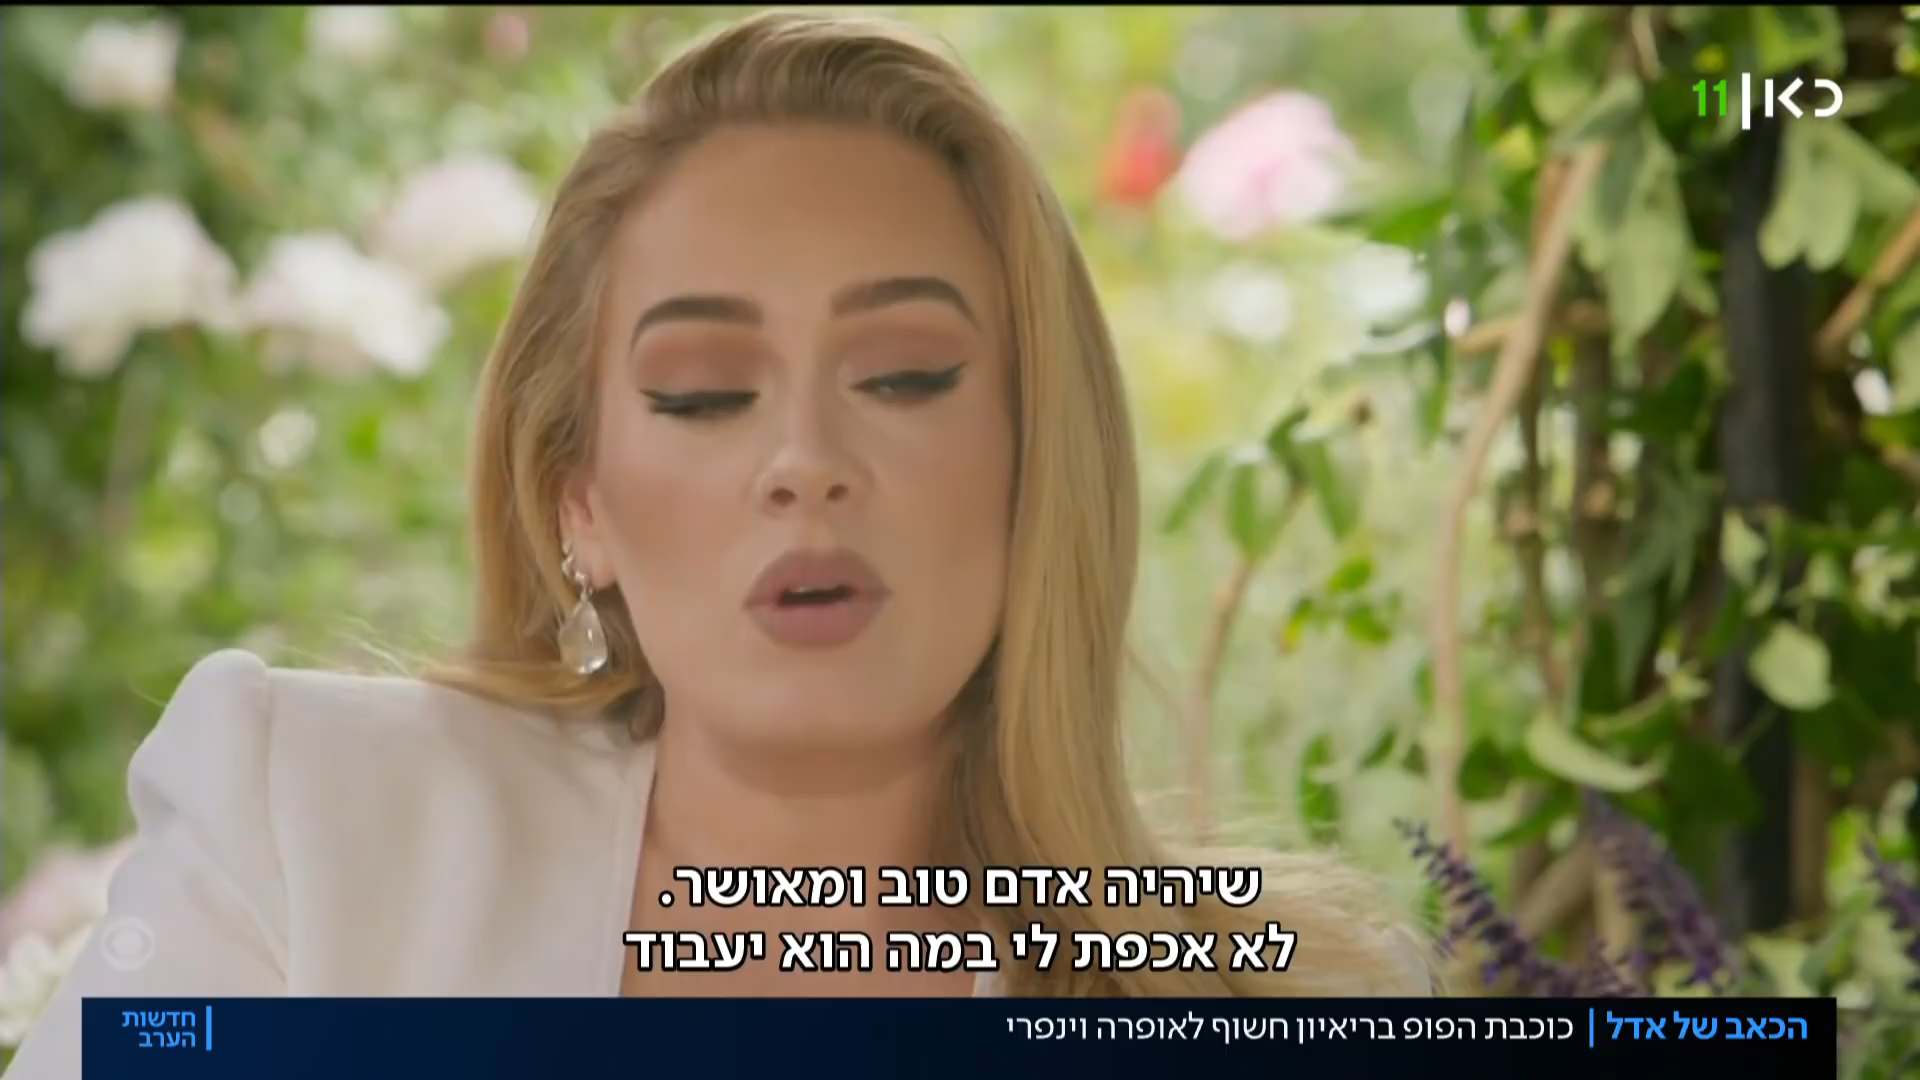 כאן 11
שיהיה אדם טוב ומאושר.
לא אכפת לי במה הוא יעבוד
הכאב של אדל | כוכבת הפופ בריאיון חשוף לאופרה וינפרי
חדשות
הערב